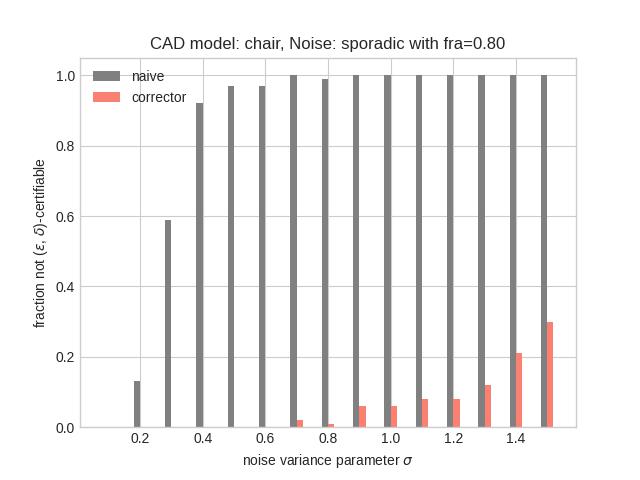 CAD model: chair, Noise: sporadic with fra=0.80
naive
corrector
fraction not (ε, δ)-certifiable
1.0
0.8
0.6
0.4
0.2
0.0
0.2 0.4 0.6 0.8 1.0 1.2 1.4
noise variance parameter σ